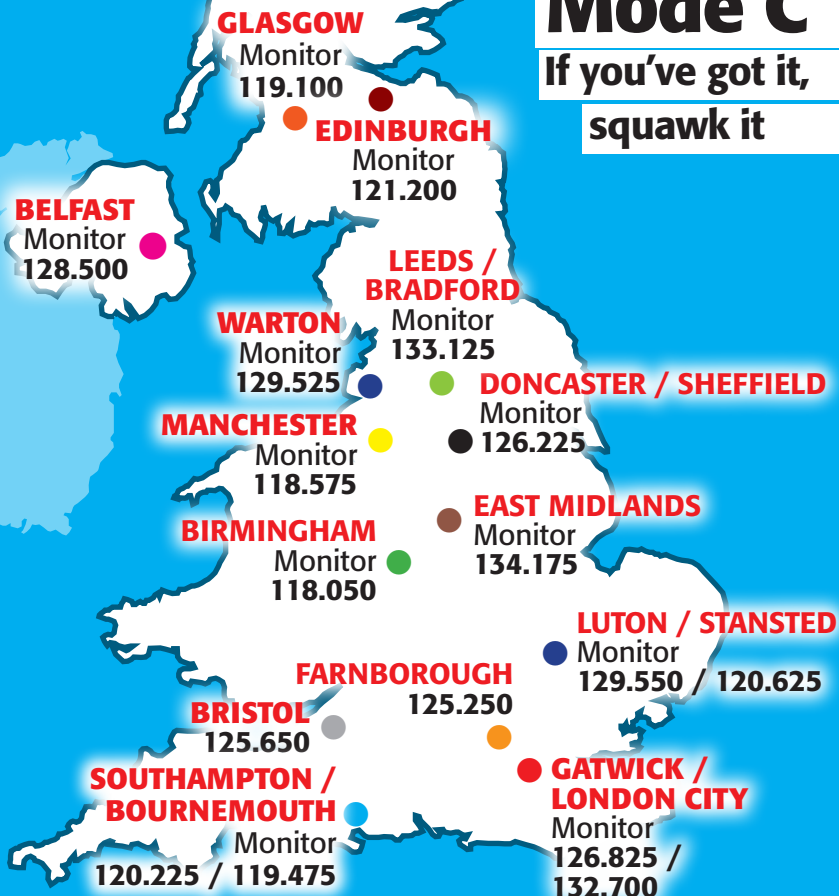 Mode C
If you've got it,
squawk it
GLASGOW
Monitor
119.100
EDINBURGH
Monitor
121.200
BELFAST
Monitor
128.500
LEEDS /
BRADFORD
Monitor
133.125
WARTON
Monitor
129.525
DONCASTER / SHEFFIELD
Monitor
126.225
MANCHESTER
Monitor
118.575
EAST MIDLANDS
Monitor
134.175
BIRMINGHAM
Monitor
118.050
LUTON / STANSTED
Monitor
129.550 / 120.625
FARNBOROUGH
125.250
BRISTOL
125.650
SOUTHAMPTON /
BOURNEMOUTH
Monitor
120.225 / 119.475
GATWICK /
LONDON CITY
Monitor
126.825 /
132.700